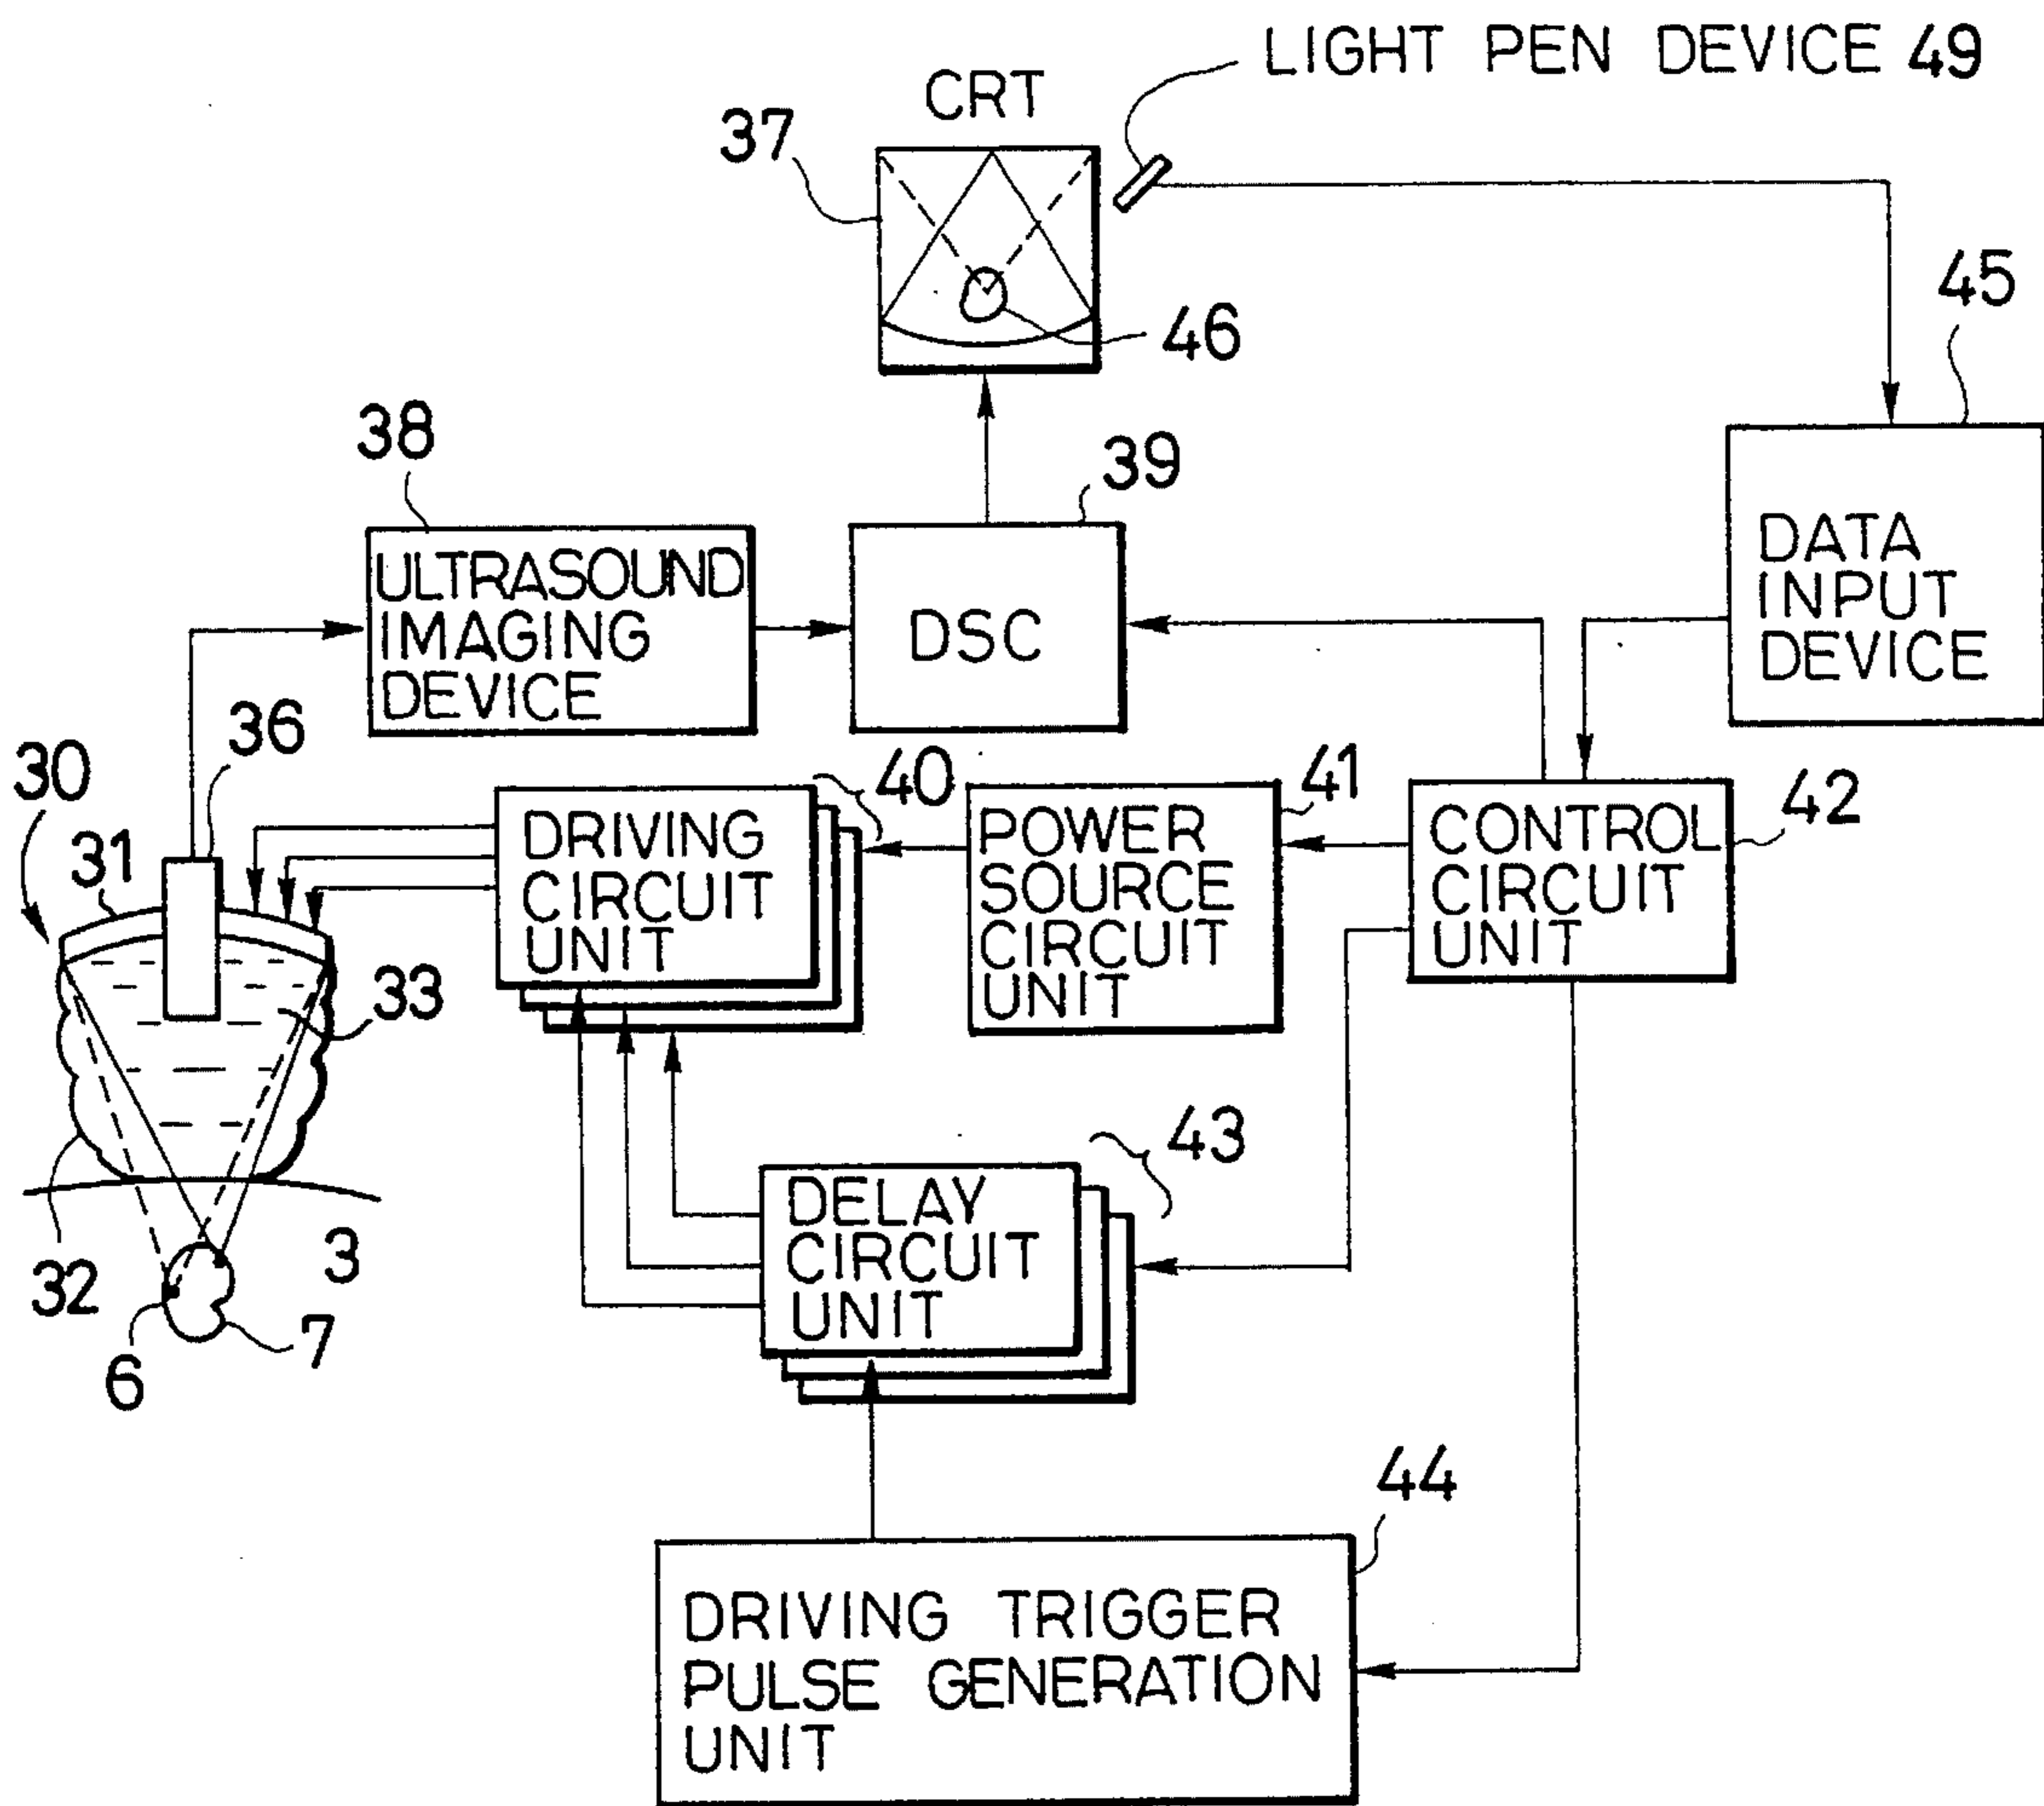 LIGHT PEN DEVICE 49
CRT
37
46
45
38
39
ULTRASOUND
IMAGING
DEVICE
DSC
DATA
INPUT
DEVICE
36
30
31
40
41
42
DRIVING
CIRCUIT
UNIT
POWER
SOURCE
CIRCUIT
UNIT
CONTROL
CIRCUIT
UNIT
33
43
DELAY
CIRCUIT
UNIT
3
32
6
7
44
DRIVING TRIGGER
PULSE GENERATION
UNIT